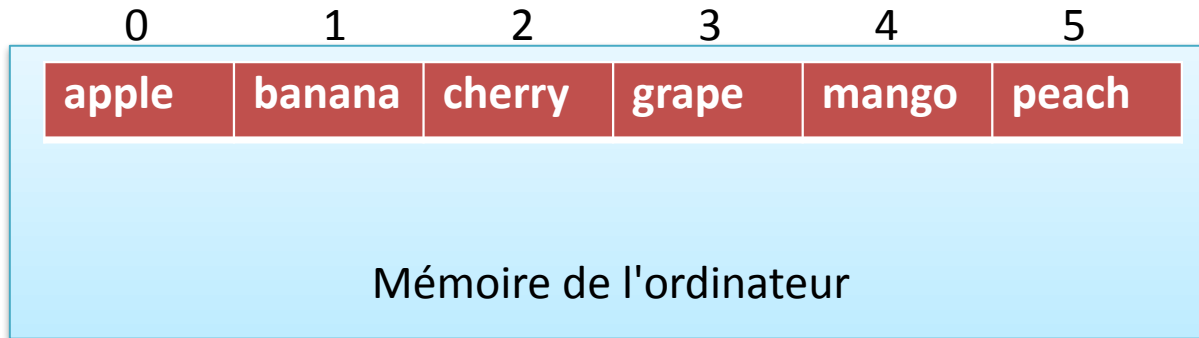 0 1 2 3 4 5
apple banana cherry grape mango peach
Mémoire de l'ordinateur